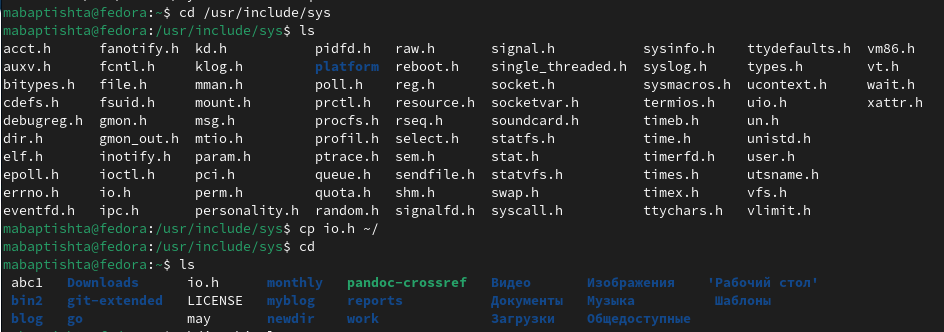 mabaptishta@fedora:~$ cd /usr/include/sys
mabaptishta@fedora:/usr/include/sys$ ls
acct.h fanotify.h kd.h pidfd.h raw.h signal.h sysinfo.h ttydefaults.h vm86.h
auxv.h fcntl.h klog.h platform reboot.h single_threaded.h syslog.h types.h vt.h
bitypes.h file.h mman.h poll.h reg.h socket.h sysmacros.h ucontext.h wait.h
cdefs.h fsuid.h mount.h prctl.h resource.h socketvar.h termios.h uio.h xattr.h
debugreg.h gmon.h msg.h procfs.h rseq.h soundcard.h timeb.h un.h
dir.h gmon_out.h mtio.h profil.h select.h statfs.h time.h unistd.h
elf.h inotify.h param.h ptrace.h sem.h stat.h timerfd.h user.h
epoll.h ioctl.h pci.h queue.h sendfile.h statvfs.h times.h utsname.h
errno.h io.h perm.h quota.h shm.h swap.h timex.h vfs.h
eventfd.h ipc.h personality.h random.h signalfd.h syscall.h ttychars.h vlimit.h
mabaptishta@fedora:/usr/include/sys$ cp io.h ~/
mabaptishta@fedora:/usr/include/sys$ cd
mabaptishta@fedora:~$ ls
abc1 Downloads io.h monthly pandoc-crossref Видео Изображения 'Рабочий стол'
bin2 git-extended LICENSE myblog reports Документы Музыка Шаблоны
blog go may newdir work Загрузки Общедоступные